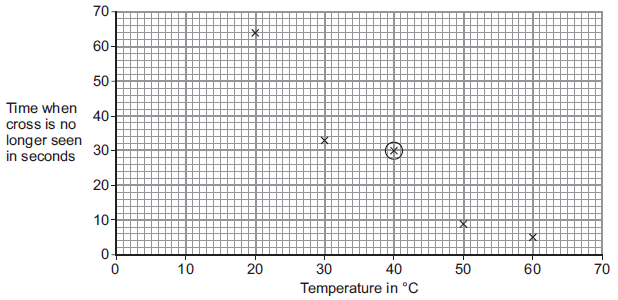 70
60
50
40
30
20
10
0
Time when
cross is no
longer seen
in seconds
0 10 20 30 40 50 60 70
Temperature in °C